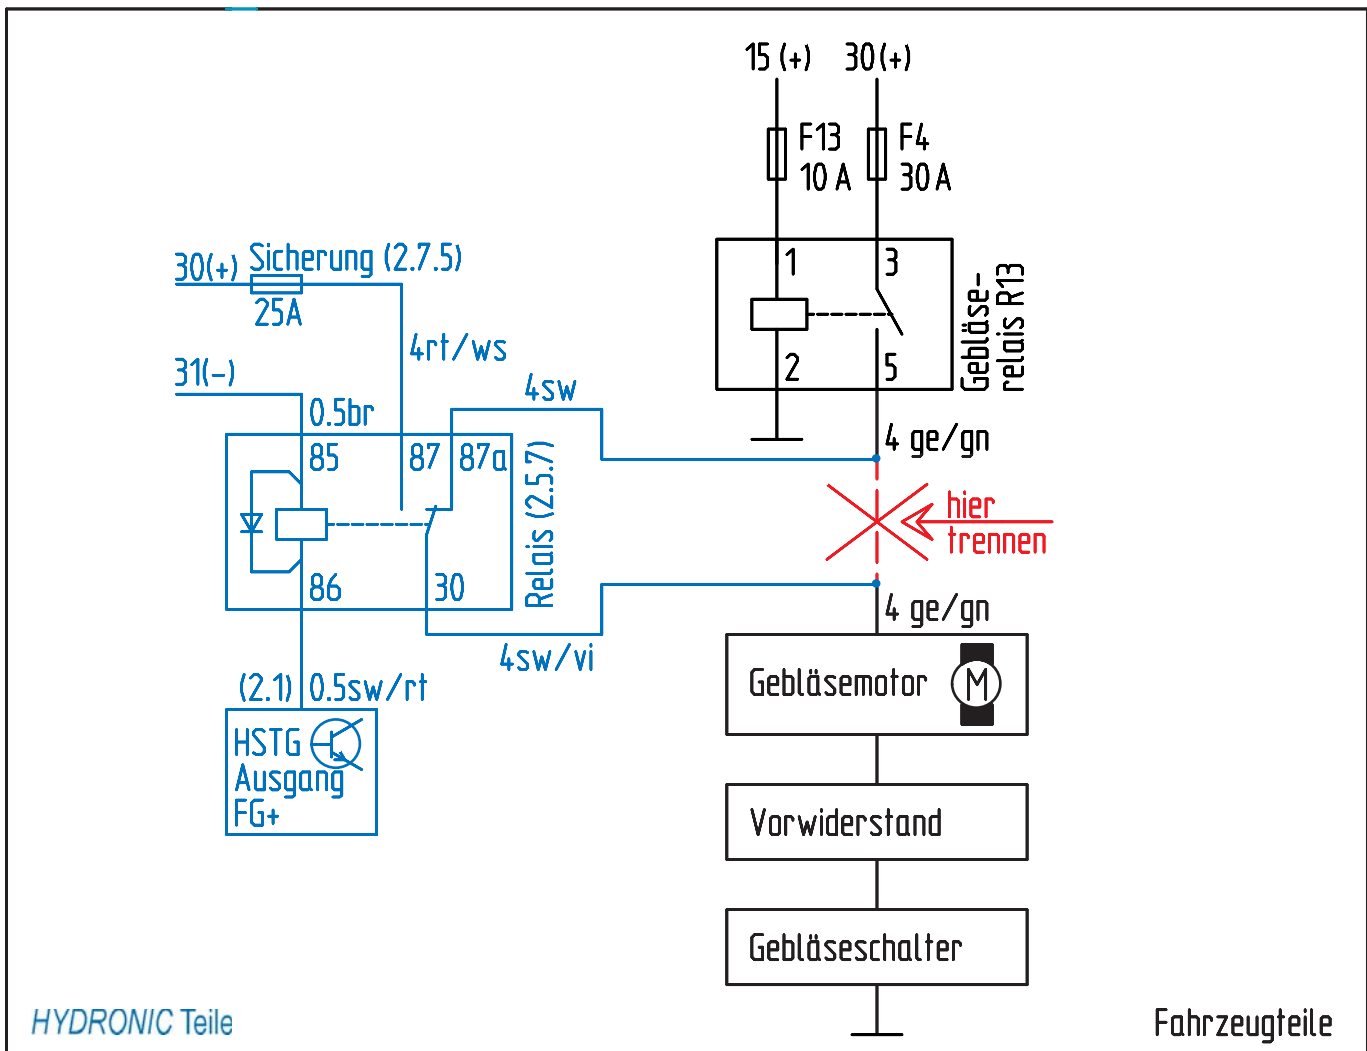 15 (+) 30 (+)
F13
10 A
F4
30 A
1 3
2 5
Gebläse-
relais R13
30(+) Sicherung (2.7.5)
25A
4rt/ws
31(-)
4sw
0.5br
85 87 87a
86 30
Relais (2.5.7)
4 ge/gn
hier
trennen
4 ge/gn
4sw/vi
(2.1) 0.5sw/rt
HSTG
Ausgang
FG+
Gebläsemotor M
Vorwiderstand
Gebläseschalter
HYDRONIC Teile
Fahrzeugteile